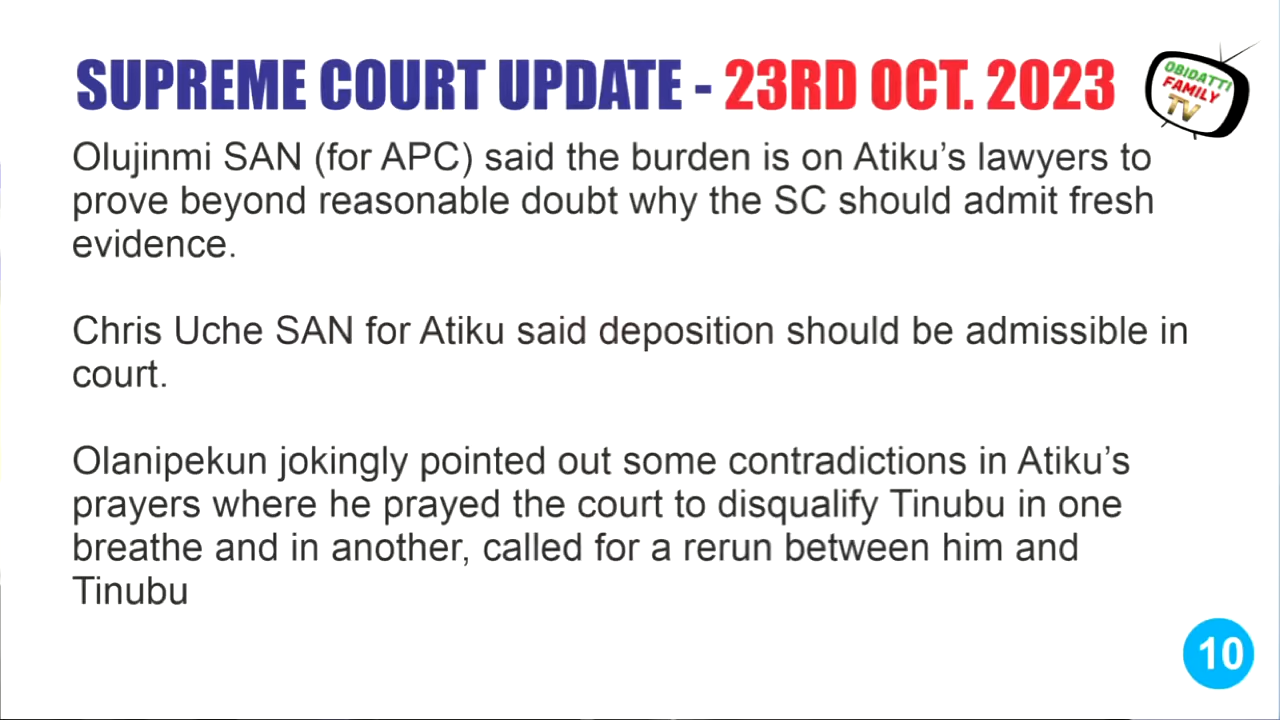 SUPREME COURT UPDATE - 23RD OCT. 2023
OBIDATTI
FAMILY
TV
Olujinmi SAN (for APC) said the burden is on Atiku’s lawyers to
prove beyond reasonable doubt why the SC should admit fresh
evidence.
Chris Uche SAN for Atiku said deposition should be admissible in
court.
Olanipekun jokingly pointed out some contradictions in Atiku’s
prayers where he prayed the court to disqualify Tinubu in one
breathe and in another, called for a rerun between him and
Tinubu
10